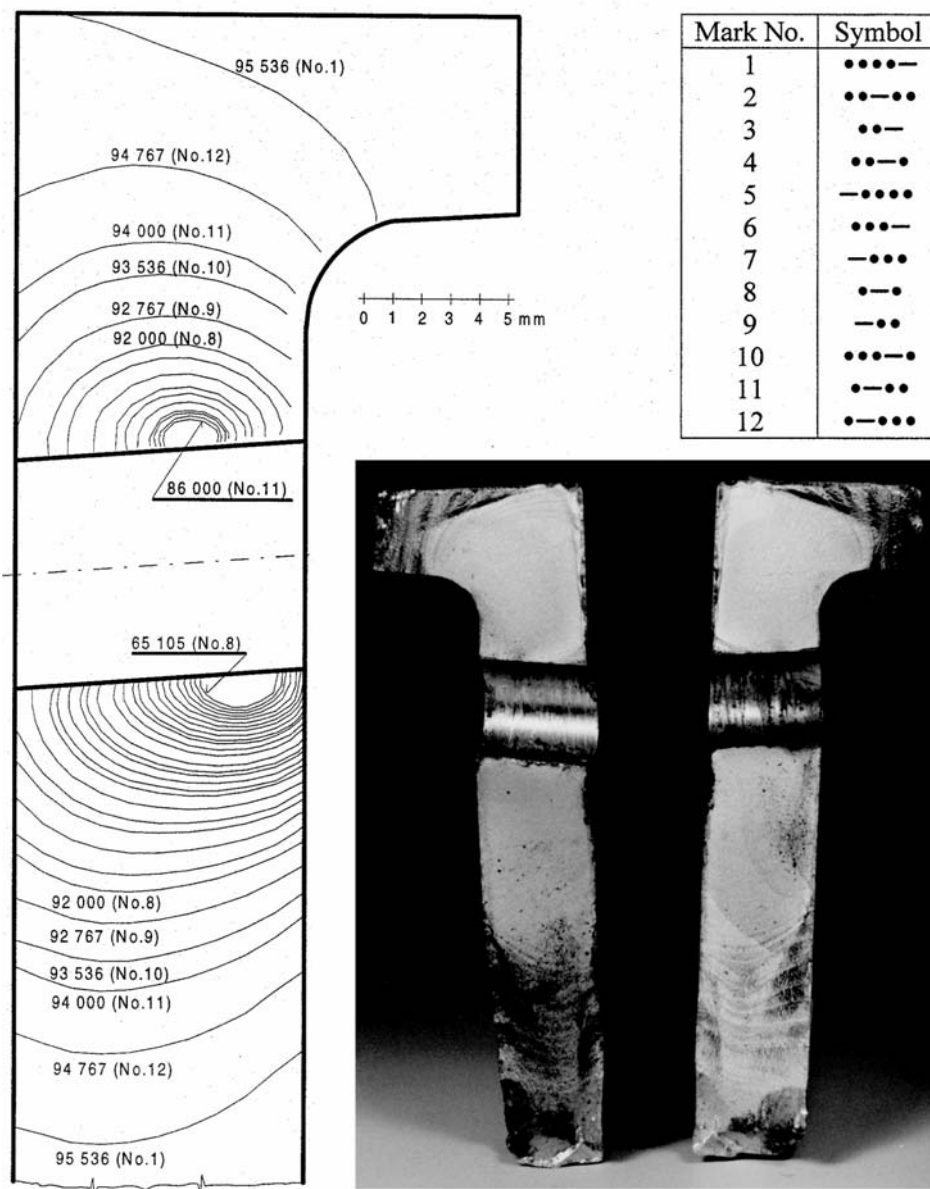 95 536 (No.1)
94 767 (No.12)
94 000 (No.11)
93 536 (No.10)
92 767 (No.9)
92 000 (No.8)
0 1 2 3 4 5 mm
86 000 (No.11)
65 105 (No.8)
92 000 (No.8)
92 767 (No.9)
93 536 (No.10)
94 000 (No.11)
94 767 (No.12)
95 536 (No.1)
Mark No. Symbol
1 ●●●●—
2 ●●—●●
3 ●●—
4 ●●—●
5 —●●●●
6 ●●●—
7 —●●●
8 ●—●
9 —●●
10 ●●●—●
11 ●—●●
12 ●—●●●